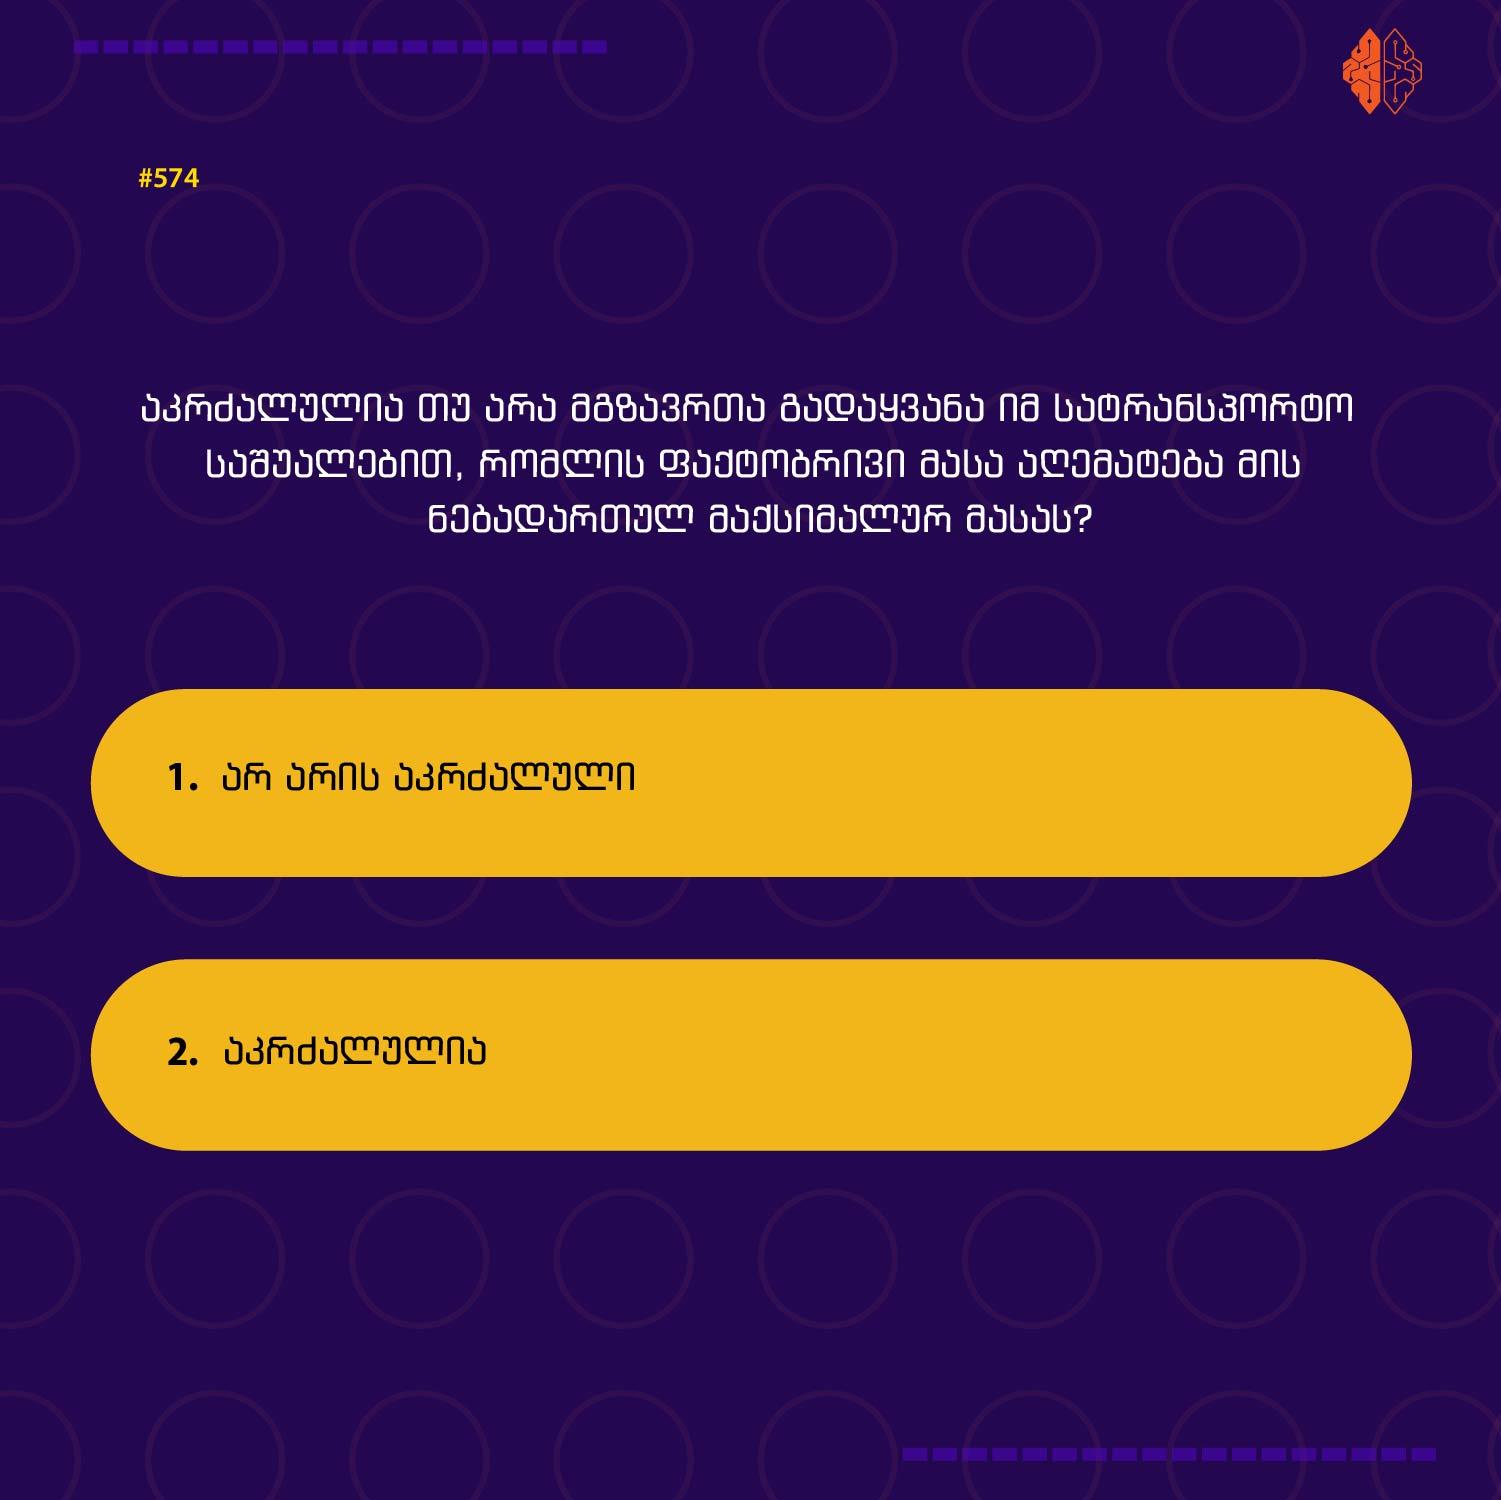 #574
აკრძალულია თუ არა მგზავრთა გადაყვანა იმ სატრანსპორტო
საშუალებით, რომლის ფაქტობრივი მასა აღემატება მის
ნებადართულ მაქსიმალურ მასას?
1. არ არის აკრძალული
2. აკრძალულია